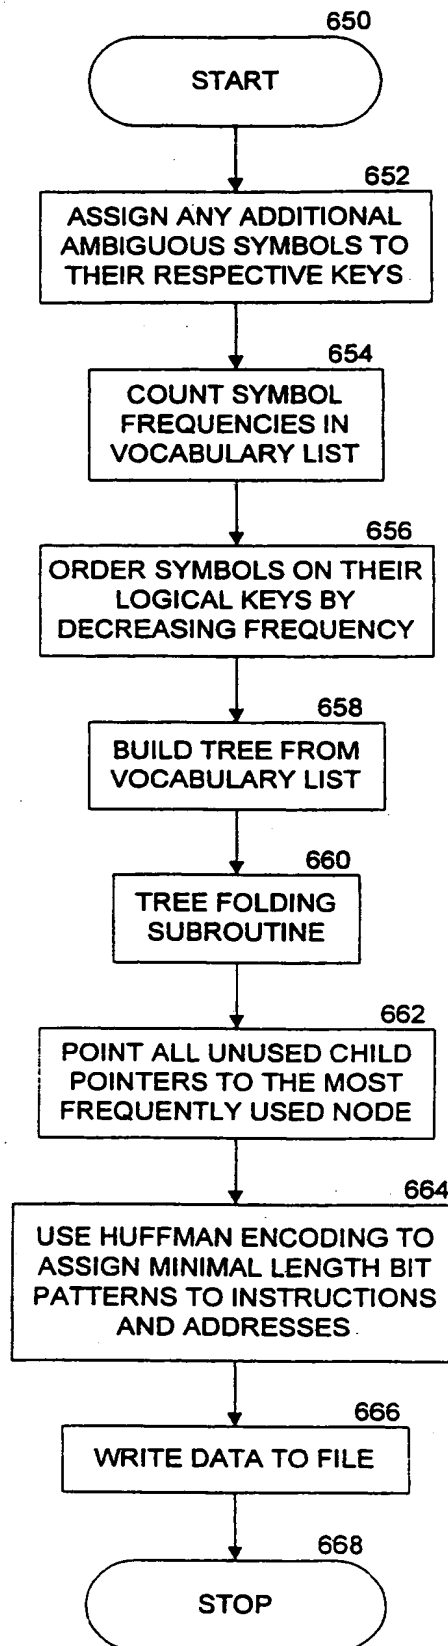 650
START
652
ASSIGN ANY ADDITIONAL
AMBIGUOUS SYMBOLS TO
THEIR RESPECTIVE KEYS
654
COUNT SYMBOL
FREQUENCIES IN
VOCABULARY LIST
656
ORDER SYMBOLS ON THEIR
LOGICAL KEYS BY
DECREASING FREQUENCY
658
BUILD TREE FROM
VOCABULARY LIST
660
TREE FOLDING
SUBROUTINE
662
POINT ALL UNUSED CHILD
POINTERS TO THE MOST
FREQUENTLY USED NODE
664
USE HUFFMAN ENCODING TO
ASSIGN MINIMAL LENGTH BIT
PATTERNS TO INSTRUCTIONS
AND ADDRESSES
666
WRITE DATA TO FILE
668
STOP